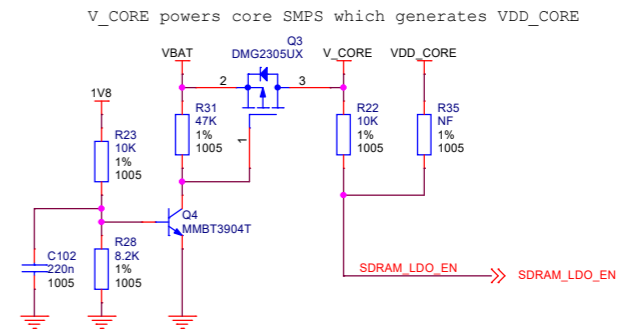 V_CORE powers core SMPS which generates VDD_CORE
Q3
DMG2305UX
VBAT
V_CORE
VDD_CORE
2
3
1V8
R31
47K
1%
1005
1
R22
10K
1%
1005
R35
NF
1%
1005
R23
10K
1%
1005
Q4
MMBT3904T
C102
220n
1005
R28
8.2K
1%
1005
SDRAM_LDO_EN
SDRAM_LDO_EN